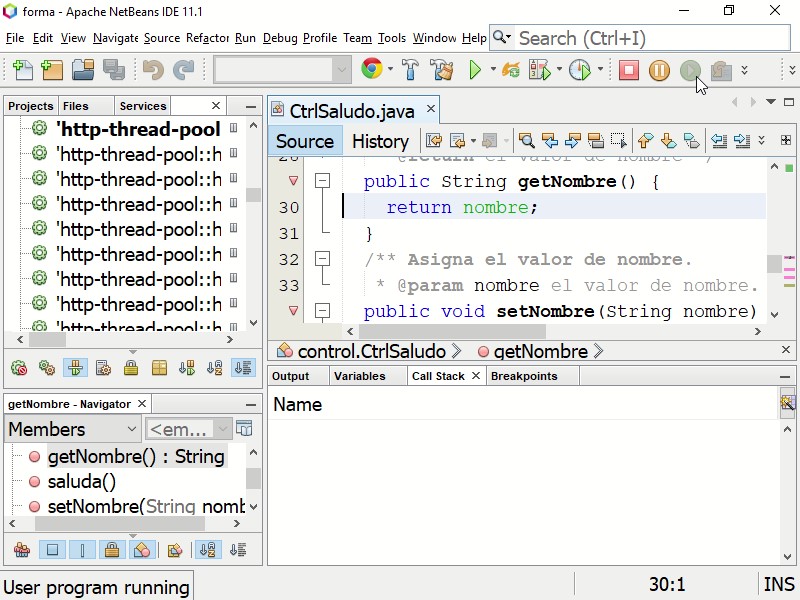 forma - Apache NetBeans IDE 11.1
File Edit View Navigate Source Refactor Run Debug Profile Team Tools Window Help
Search (Ctrl+I)
Projects Files Services
'http-thread-pool
'http-thread-pool::h
'http-thread-pool::h
'http-thread-pool::h
'http-thread-pool::h
'http-thread-pool::h
'http-thread-pool::h
'http-thread-pool::h
'http-thread-pool::h
CtrlSaludo.java
Source History
* @return el valor de nombre */
public String getNombre() {
30 return nombre;
31 }
32 /** Asigna el valor de nombre.
33 * @param nombre el valor de nombre.
public void setNombre(String nombre)
control.CtrlSaludo getNombre
Output Variables Call Stack Breakpoints
Name
getNombre - Navigator
Members <em...
getNombre() : String
saluda()
setNombre(String nomb
User program running
30:1 INS